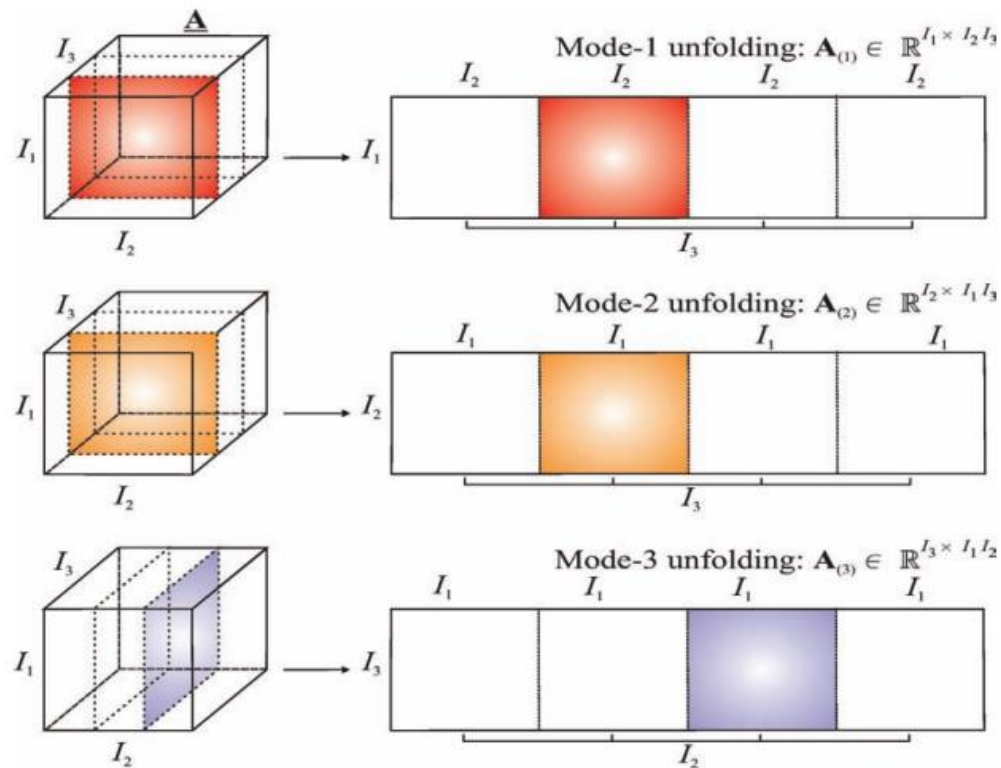 A
I₃
Mode-1 unfolding: A₍₁₎ ∈ ℝ^{I₁ × I₂I₃}
I₂ I₂ I₂ I₂
I₁ I₁
I₂
I₃
I₃
Mode-2 unfolding: A₍₂₎ ∈ ℝ^{I₂ × I₁I₃}
I₁ I₁ I₁ I₁
I₁ I₂
I₂
I₃
I₃
Mode-3 unfolding: A₍₃₎ ∈ ℝ^{I₃ × I₁I₂}
I₁ I₁ I₁ I₁
I₁ I₃
I₂
I₂